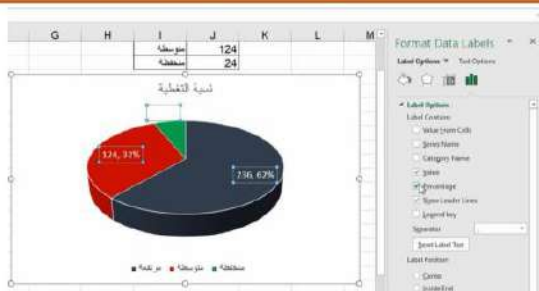 G H I J K L M
متوسطة 124
منخفضة 24
نسبة التغطية
124, 32%
236, 62%
مرتفعة متوسطة منخفضة
Format Data Labels
Label Options Text Options
Label Options
Label Contains
Value From Cells
Series Name
Category Name
Value
Percentage
Show Leader Lines
Legend key
Separator ,
Reset Label Text
Label Position
Center
Inside End